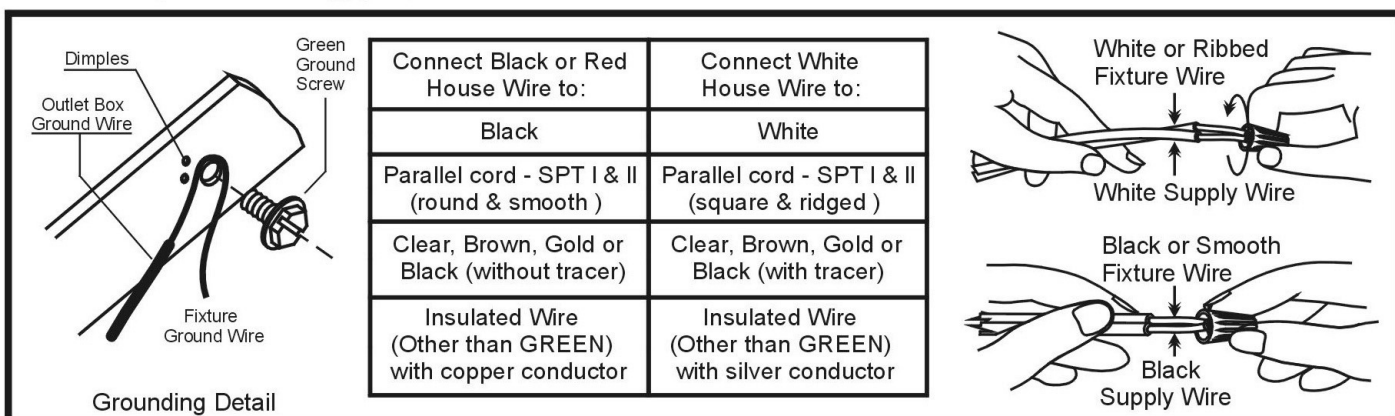 Dimples
Green
Ground
Screw
Outlet Box
Ground Wire
Fixture
Ground Wire
Grounding Detail
Connect Black or Red
House Wire to:
Connect White
House Wire to:
Black
White
Parallel cord - SPT I & II
(round & smooth )
Parallel cord - SPT I & II
(square & ridged )
Clear, Brown, Gold or
Black (without tracer)
Clear, Brown, Gold or
Black (with tracer)
Insulated Wire
(Other than GREEN)
with copper conductor
Insulated Wire
(Other than GREEN)
with silver conductor
White or Ribbed
Fixture Wire
White Supply Wire
Black or Smooth
Fixture Wire
Black
Supply Wire